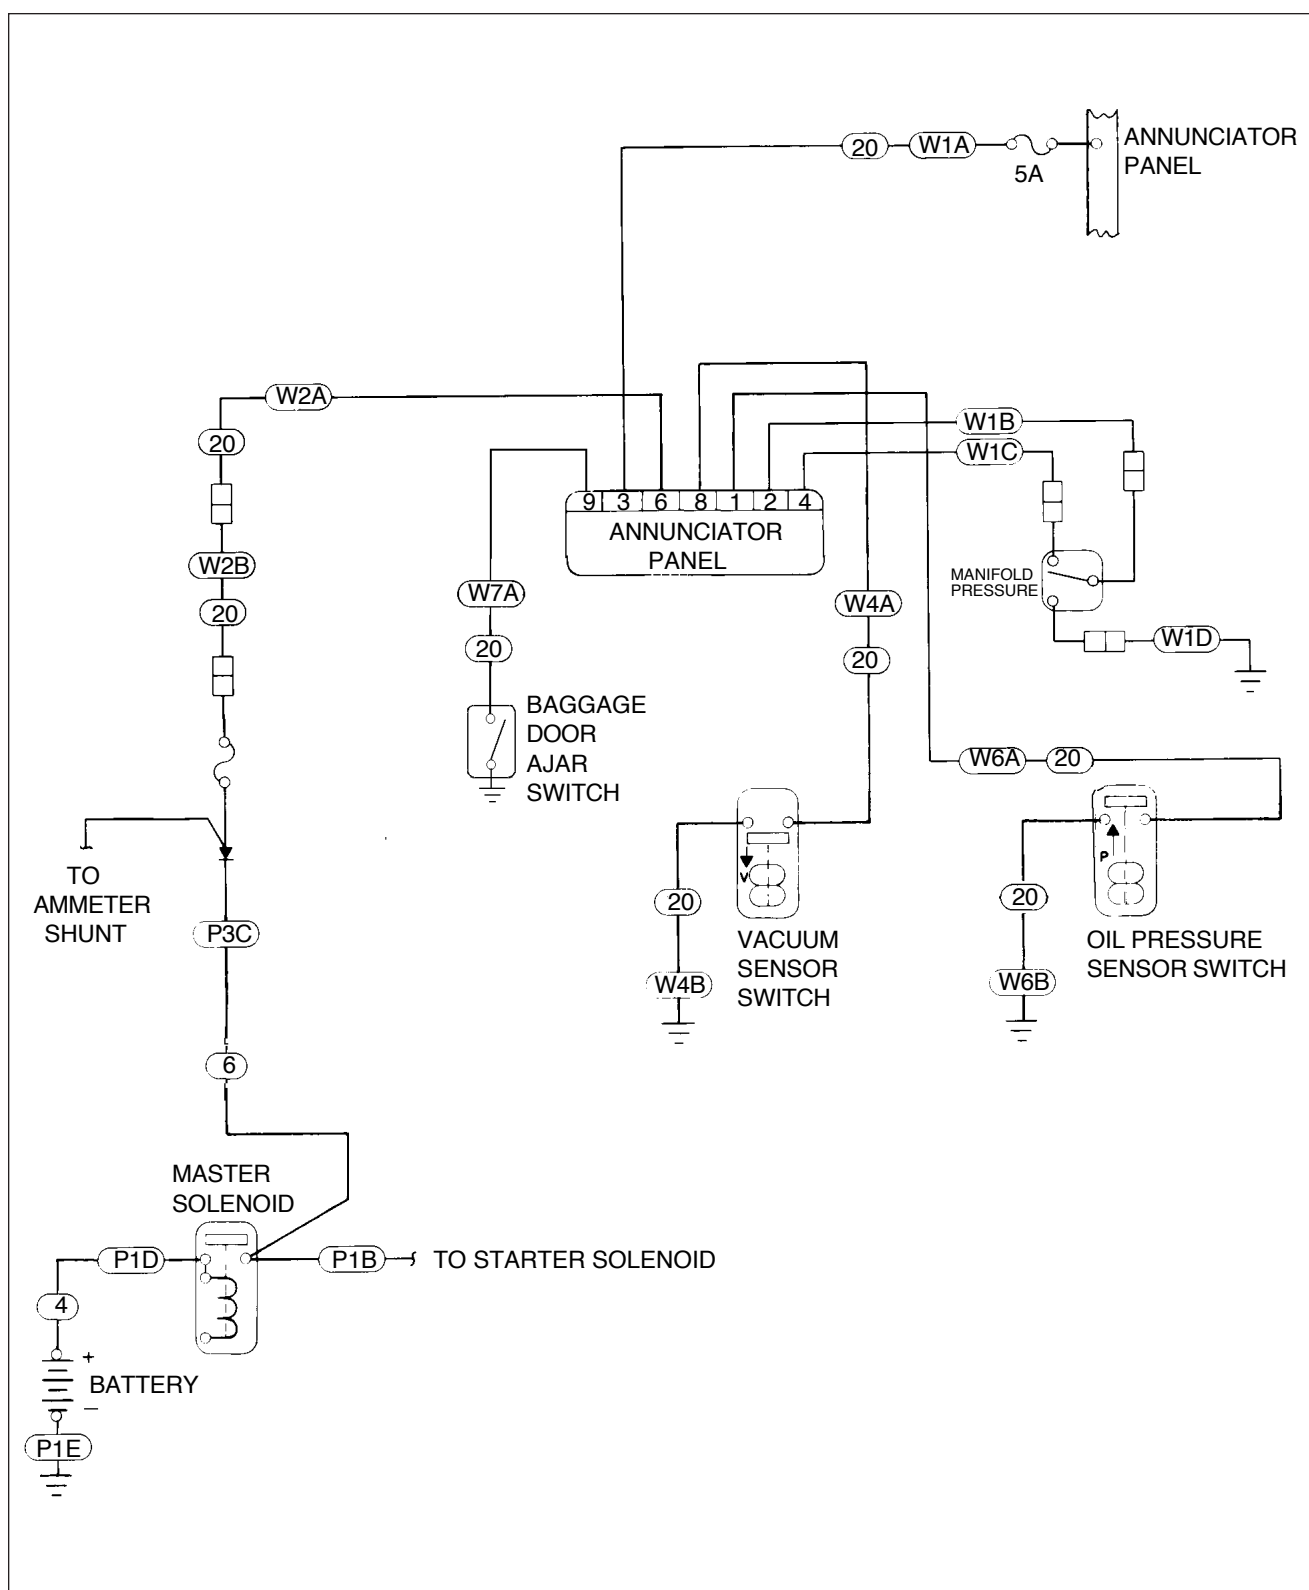 20 W1A
5A
ANNUNCIATOR
PANEL
W2A
20
W2B
20
W1B
W1C
9 3 6 8 1 2 4
ANNUNCIATOR
PANEL
MANIFOLD
PRESSURE
W1D
W7A
20
W4A
20
BAGGAGE
DOOR
AJAR
SWITCH
W6A 20
TO
AMMETER
SHUNT
P3C
6
V
20
W4B
VACUUM
SENSOR
SWITCH
P
20
W6B
OIL PRESSURE
SENSOR SWITCH
MASTER
SOLENOID
P1D
P1B
TO STARTER SOLENOID
4
+
BATTERY
–
P1E